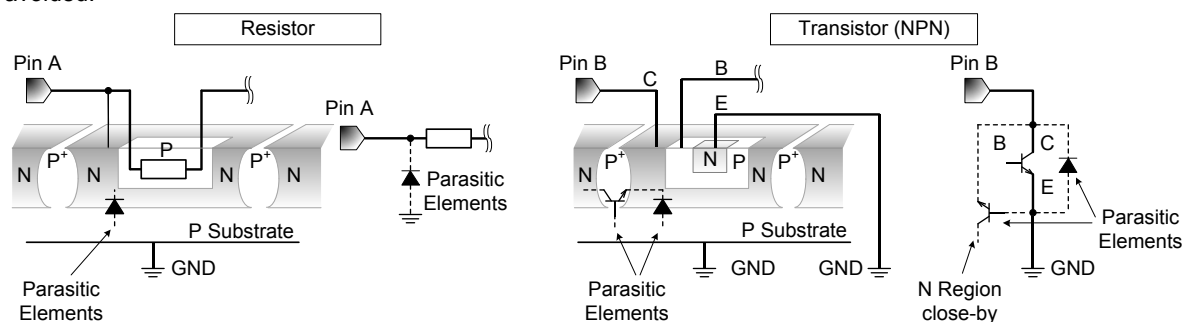 Resistor
Pin A
N
P+
N
P
N
P+
N
P Substrate
GND
Parasitic
Elements
Pin A
Parasitic
Elements
Transistor (NPN)
Pin B
C
B
E
N
P+
N
N
P
N
P+
N
P Substrate
GND
GND
Parasitic
Elements
Pin B
B
C
E
Parasitic
Elements
GND
N Region
close-by